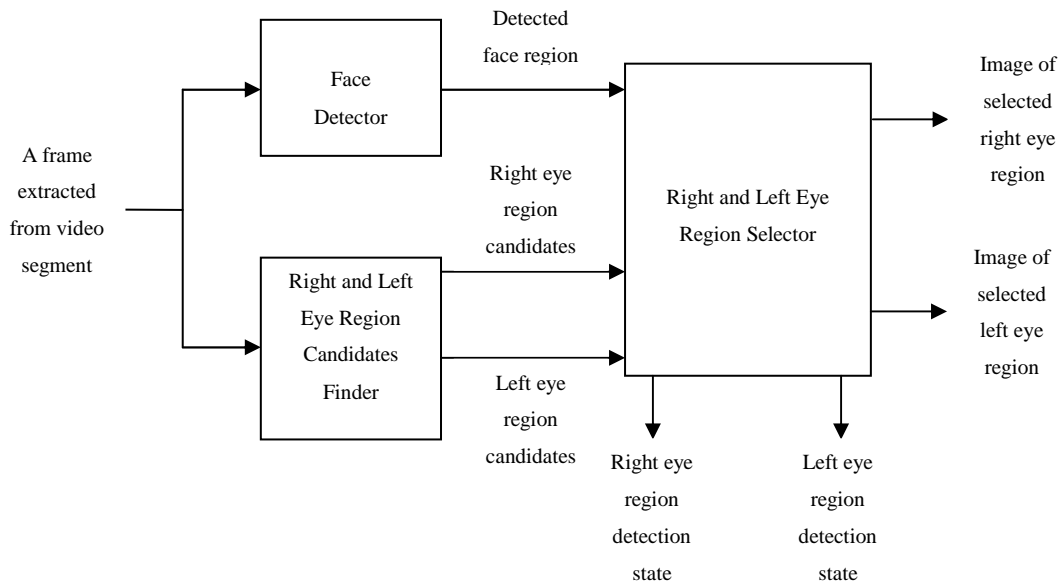 A frame
extracted
from video
segment
Face
Detector
Detected
face region
Right and Left
Eye Region
Candidates
Finder
Right eye
region
candidates
Left eye
region
candidates
Right and Left Eye
Region Selector
Image of
selected
right eye
region
Image of
selected
left eye
region
Right eye
region
detection
state
Left eye
region
detection
state